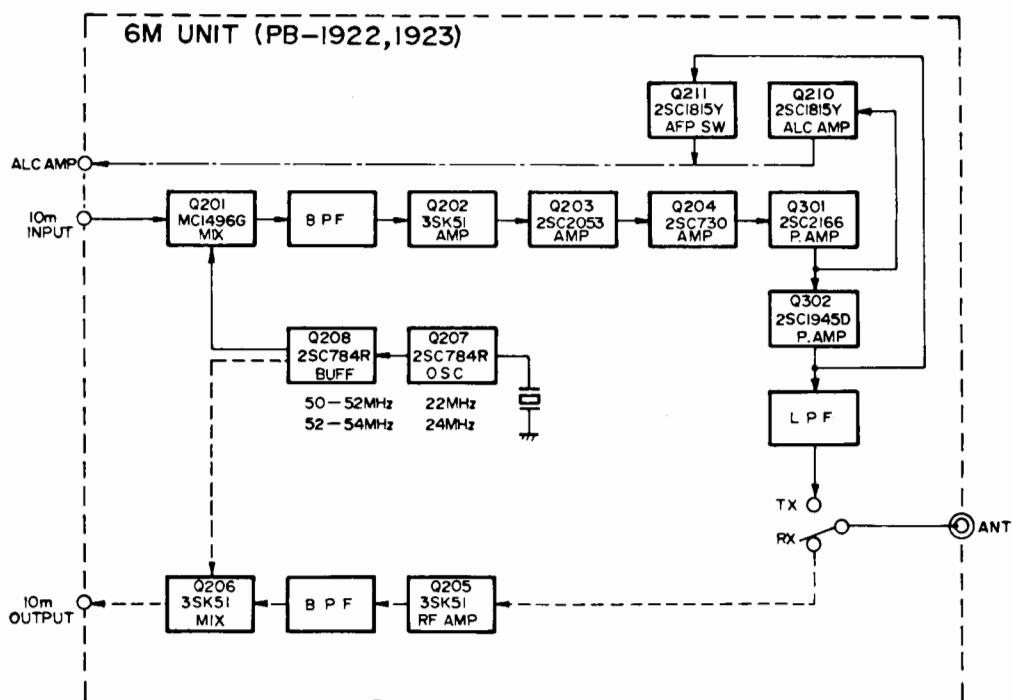 6M UNIT (PB-1922,1923)
Q211
2SC1815Y
AFP SW
Q210
2SC1815Y
ALC AMP
ALC AMP
10m
INPUT
Q201
MC1496G
MIX
BPF
Q202
3SK51
AMP
Q203
2SC2053
AMP
Q204
2SC730
AMP
Q301
2SC2166
P.AMP
Q302
2SC1945D
P.AMP
Q208
2SC784R
BUFF
Q207
2SC784R
OSC
50-52MHz 22MHz
52-54MHz 24MHz
LPF
TX
RX
ANT
10m
OUTPUT
Q206
3SK51
MIX
BPF
Q205
3SK51
RF AMP